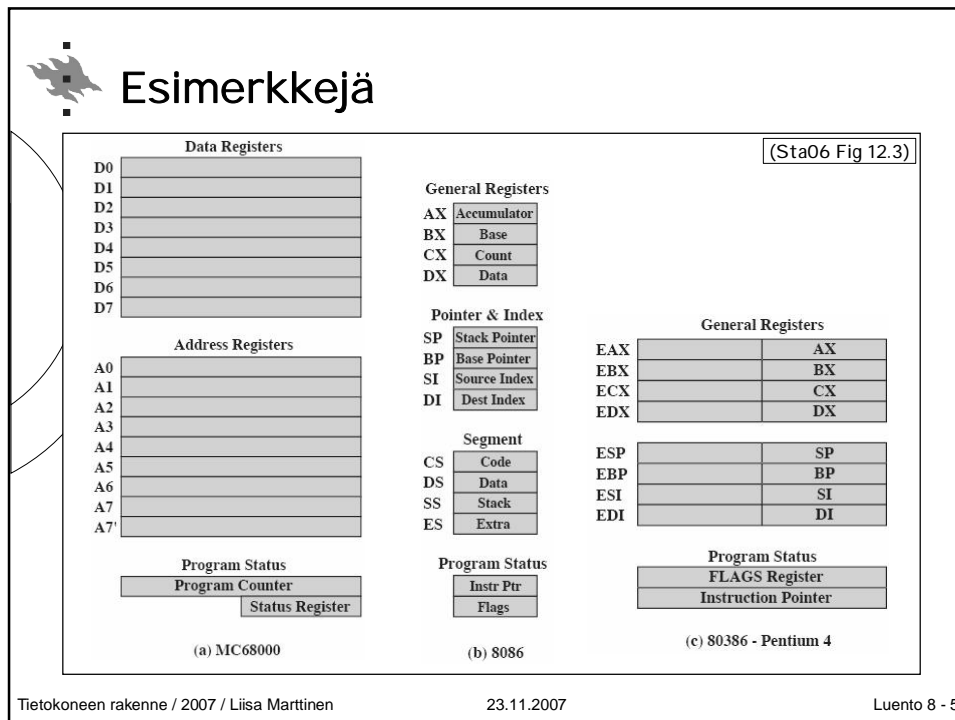 Esimerkkejä
(Sta06 Fig 12.3)
Data Registers
D0
D1
D2
D3
D4
D5
D6
D7
Address Registers
A0
A1
A2
A3
A4
A5
A6
A7
A7'
Program Status
Program Counter
Status Register
(a) MC68000
General Registers
AX Accumulator
BX Base
CX Count
DX Data
Pointer & Index
SP Stack Pointer
BP Base Pointer
SI Source Index
DI Dest Index
Segment
CS Code
DS Data
SS Stack
ES Extra
Program Status
Instr Ptr
Flags
(b) 8086
General Registers
EAX AX
EBX BX
ECX CX
EDX DX
ESP SP
EBP BP
ESI SI
EDI DI
Program Status
FLAGS Register
Instruction Pointer
(c) 80386 - Pentium 4
Tietokoneen rakenne / 2007 / Liisa Marttinen 23.11.2007 Luento 8 - 5